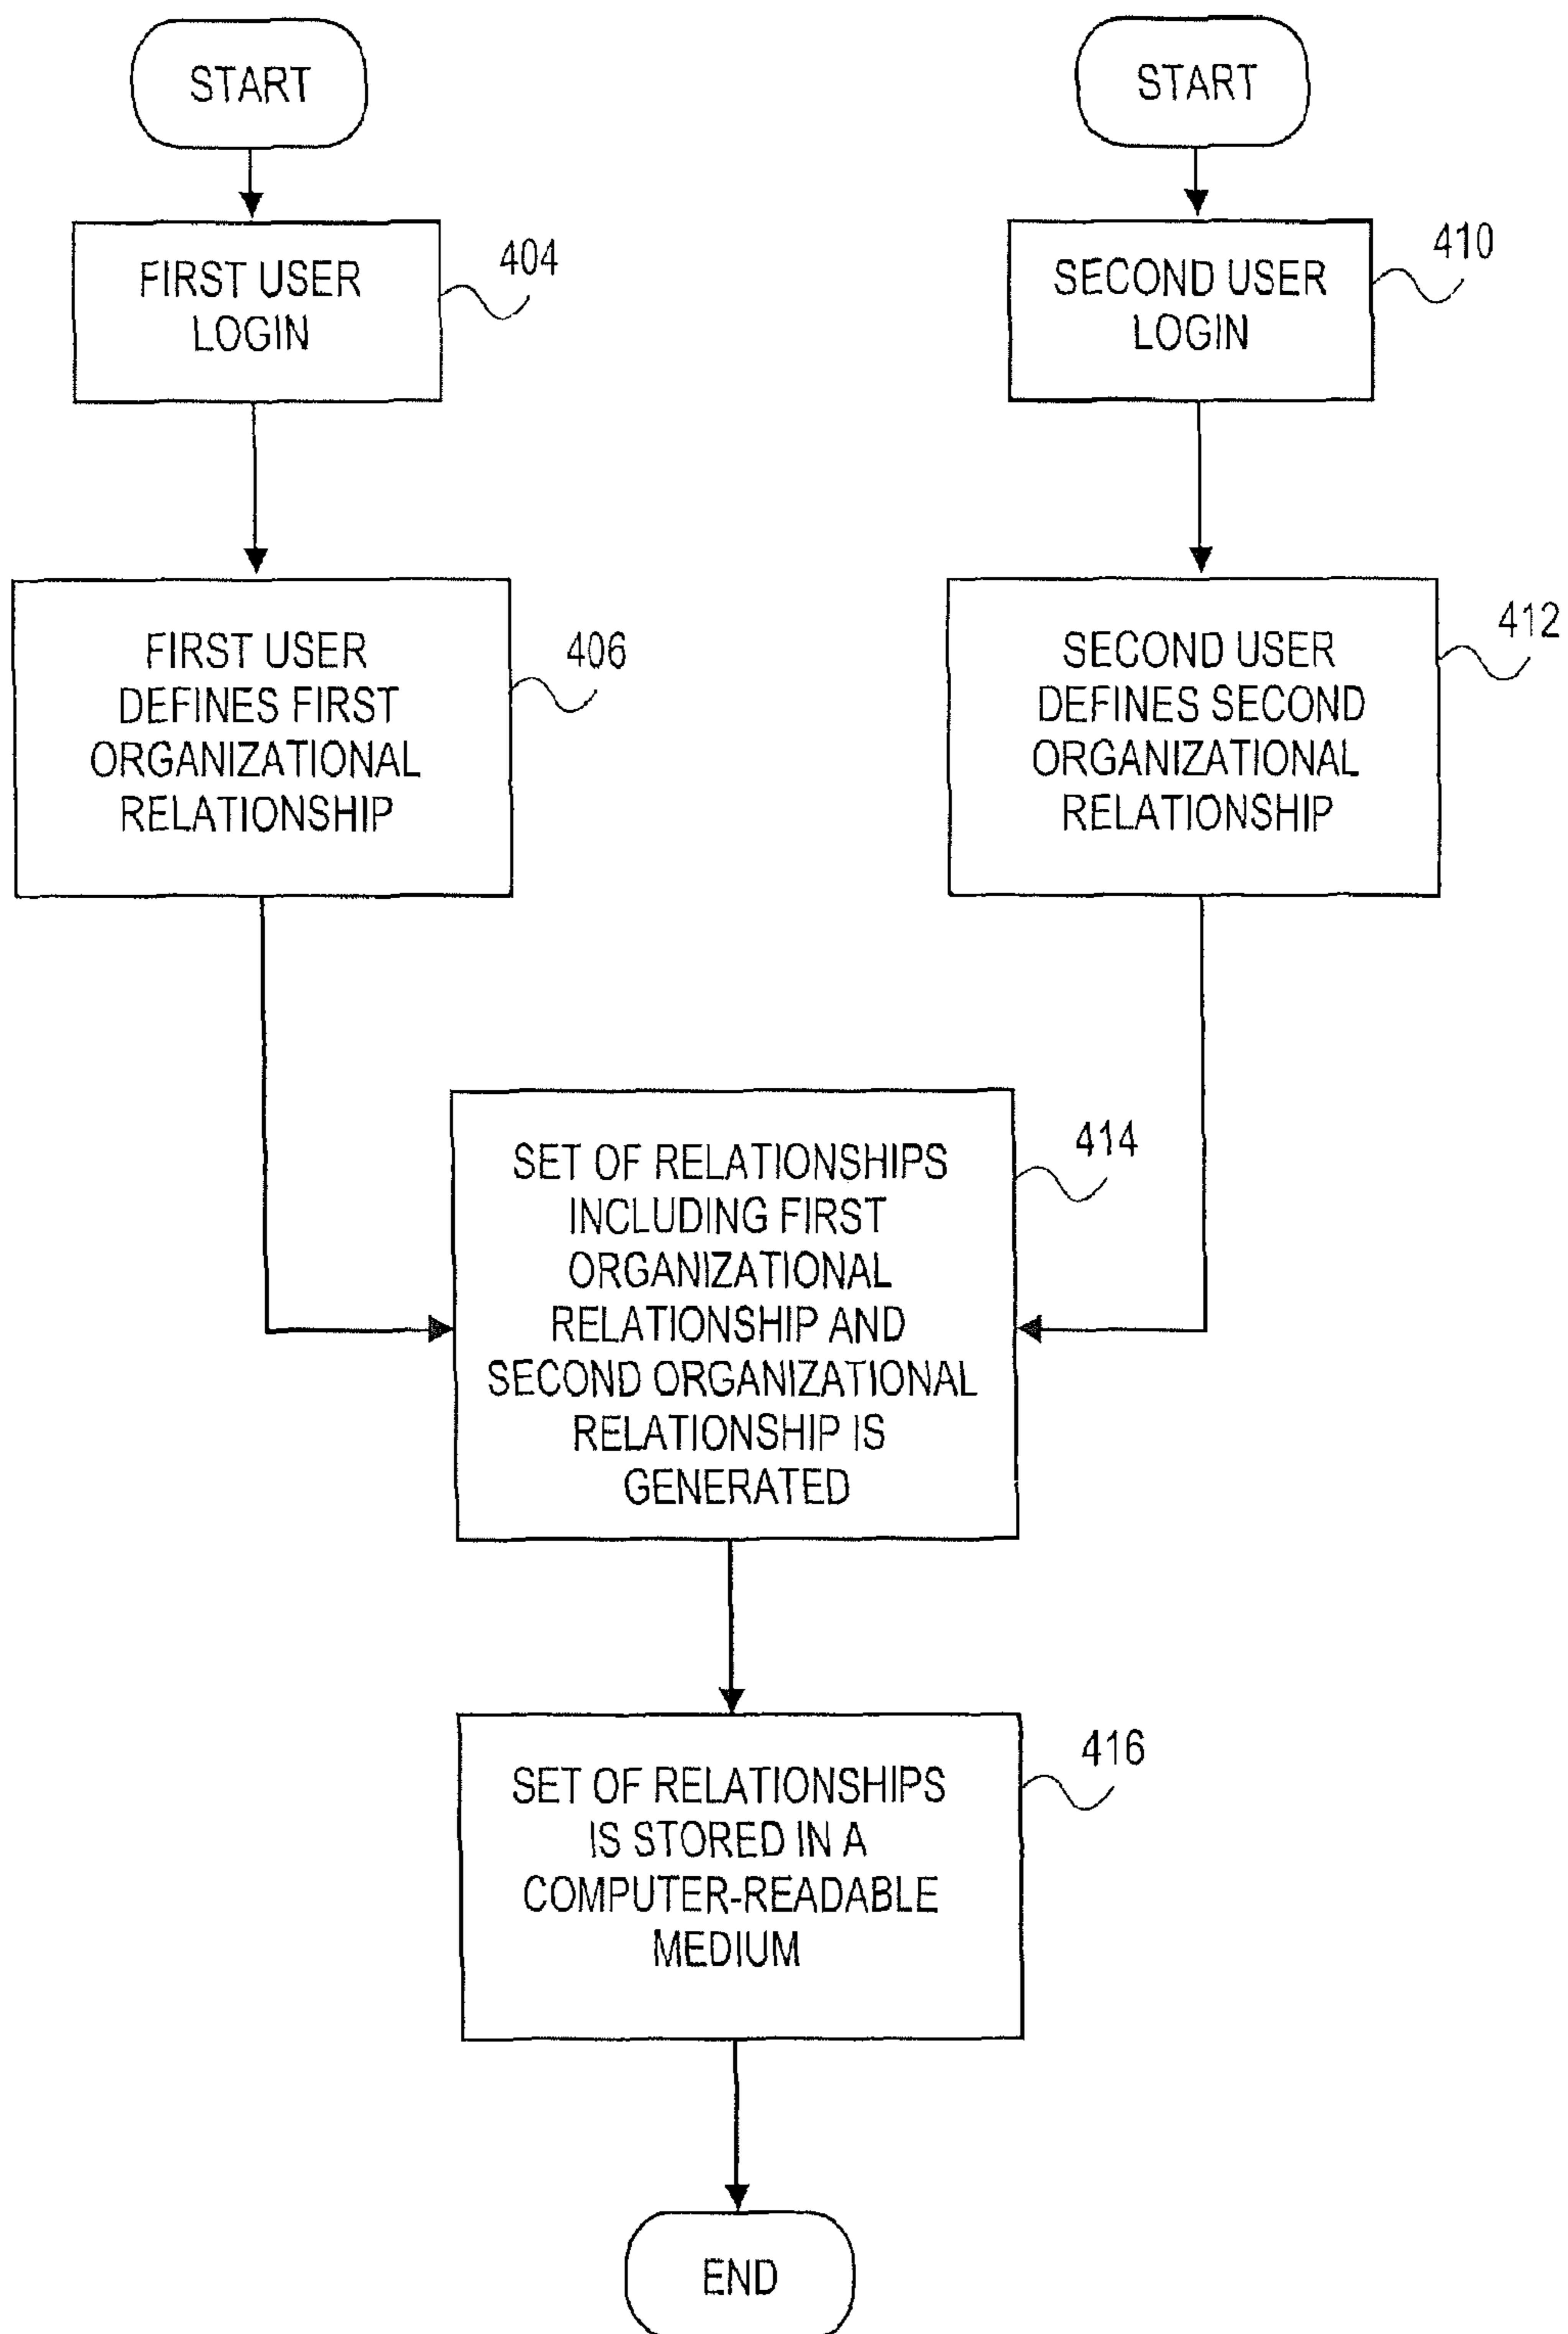 START
FIRST USER
LOGIN
404
FIRST USER
DEFINES FIRST
ORGANIZATIONAL
RELATIONSHIP
406
START
SECOND USER
LOGIN
410
SECOND USER
DEFINES SECOND
ORGANIZATIONAL
RELATIONSHIP
412
SET OF RELATIONSHIPS
INCLUDING FIRST
ORGANIZATIONAL
RELATIONSHIP AND
SECOND ORGANIZATIONAL
RELATIONSHIP IS
GENERATED
414
SET OF RELATIONSHIPS
IS STORED IN A
COMPUTER-READABLE
MEDIUM
416
END